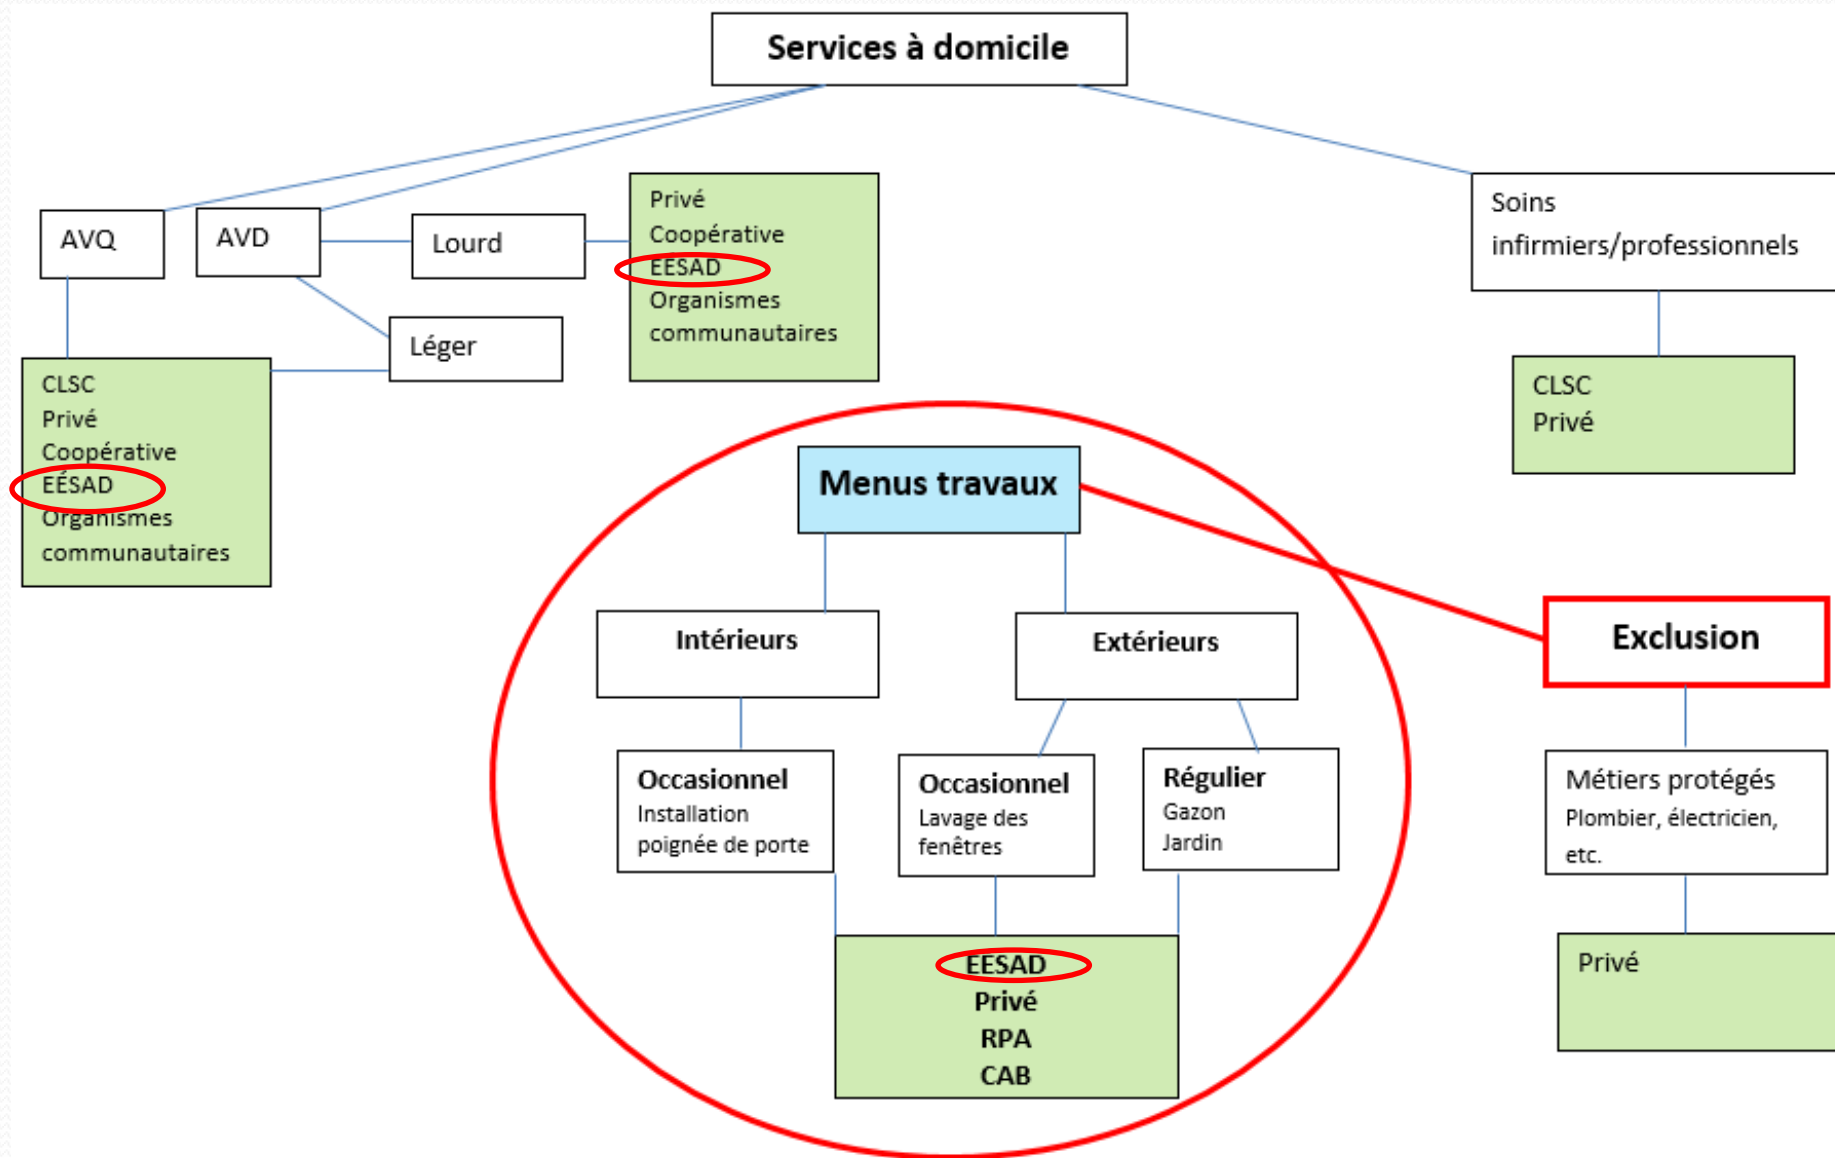 Services à domicile
AVQ
AVD
Lourd
Privé
Coopérative
EESAD
Organismes
communautaires
Soins
infirmiers/professionnels
Léger
CLSC
Privé
Coopérative
EÉSAD
Organismes
communautaires
CLSC
Privé
Menus travaux
Intérieurs
Extérieurs
Exclusion
Occasionnel
Installation
poignée de porte
Occasionnel
Lavage des
fenêtres
Régulier
Gazon
Jardin
Métiers protégés
Plombier, électricien,
etc.
EESAD
Privé
RPA
CAB
Privé